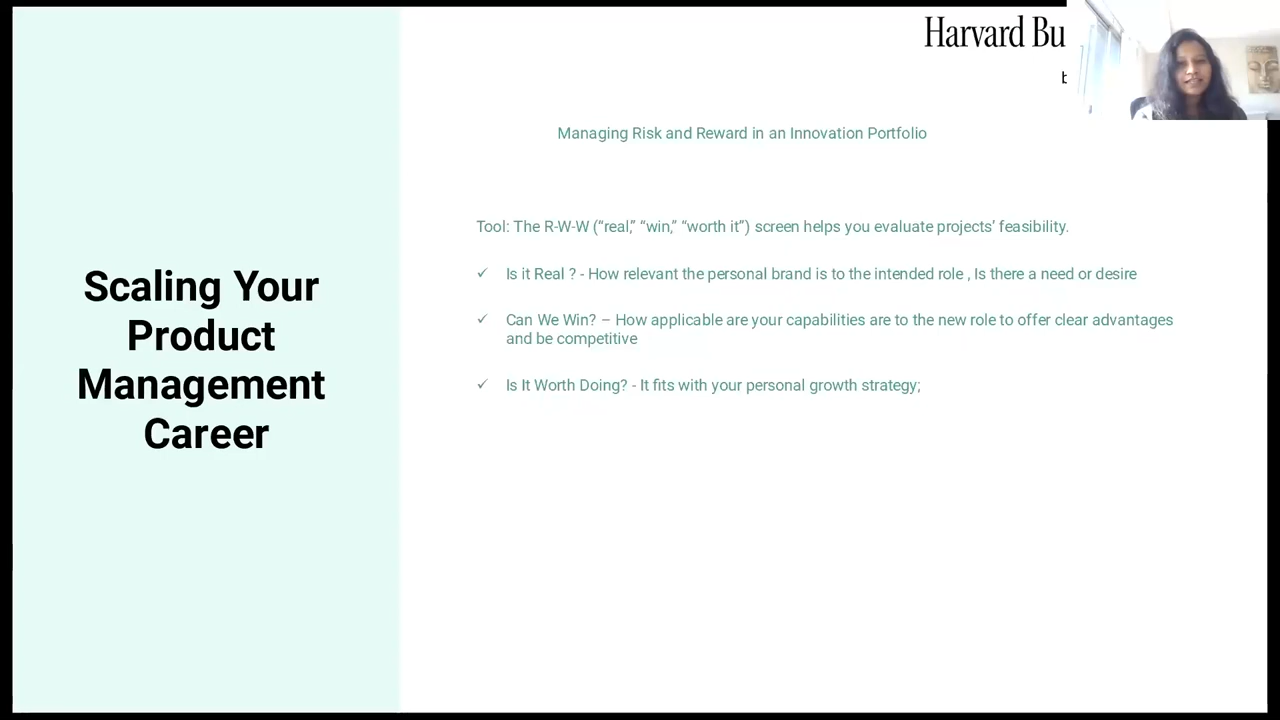 Harvard Bu
Managing Risk and Reward in an Innovation Portfolio
Scaling Your
Product
Management
Career
Tool: The R-W-W (“real,” “win,” “worth it”) screen helps you evaluate projects’ feasibility.
✓ Is it Real ? - How relevant the personal brand is to the intended role , Is there a need or desire
✓ Can We Win? – How applicable are your capabilities are to the new role to offer clear advantages
and be competitive
✓ Is It Worth Doing? - It fits with your personal growth strategy;